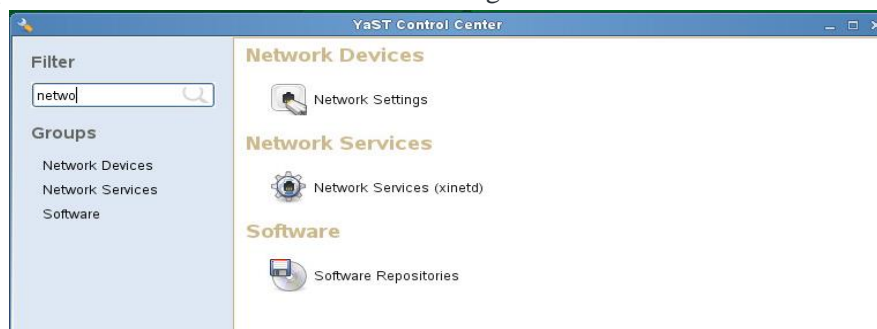 YaST Control Center
Filter
netwo
Groups
Network Devices
Network Services
Software
Network Devices
Network Settings
Network Services
Network Services (xinetd)
Software
Software Repositories